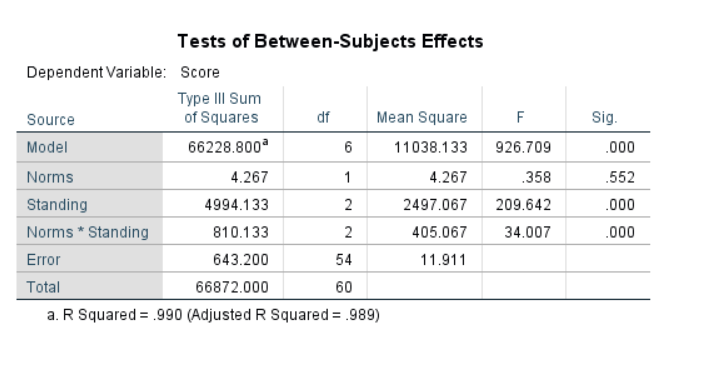 Tests of Between-Subjects Effects
Dependent Variable: Score
Source Type III Sum of Squares df Mean Square F Sig.
Model 66228.800a 6 11038.133 926.709 .000
Norms 4.267 1 4.267 .358 .552
Standing 4994.133 2 2497.067 209.642 .000
Norms * Standing 810.133 2 405.067 34.007 .000
Error 643.200 54 11.911
Total 66872.000 60
a. R Squared = .990 (Adjusted R Squared = .989)